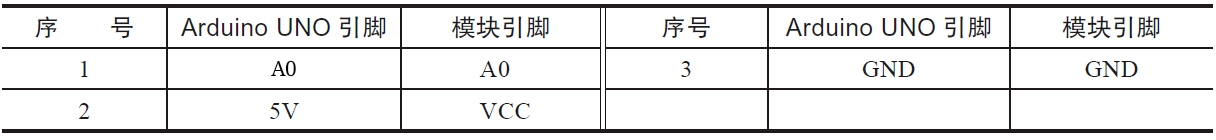 序 号 Arduino UNO 引脚 模块引脚 序号 Arduino UNO 引脚 模块引脚
1 A0 A0 3 GND GND
2 5V VCC